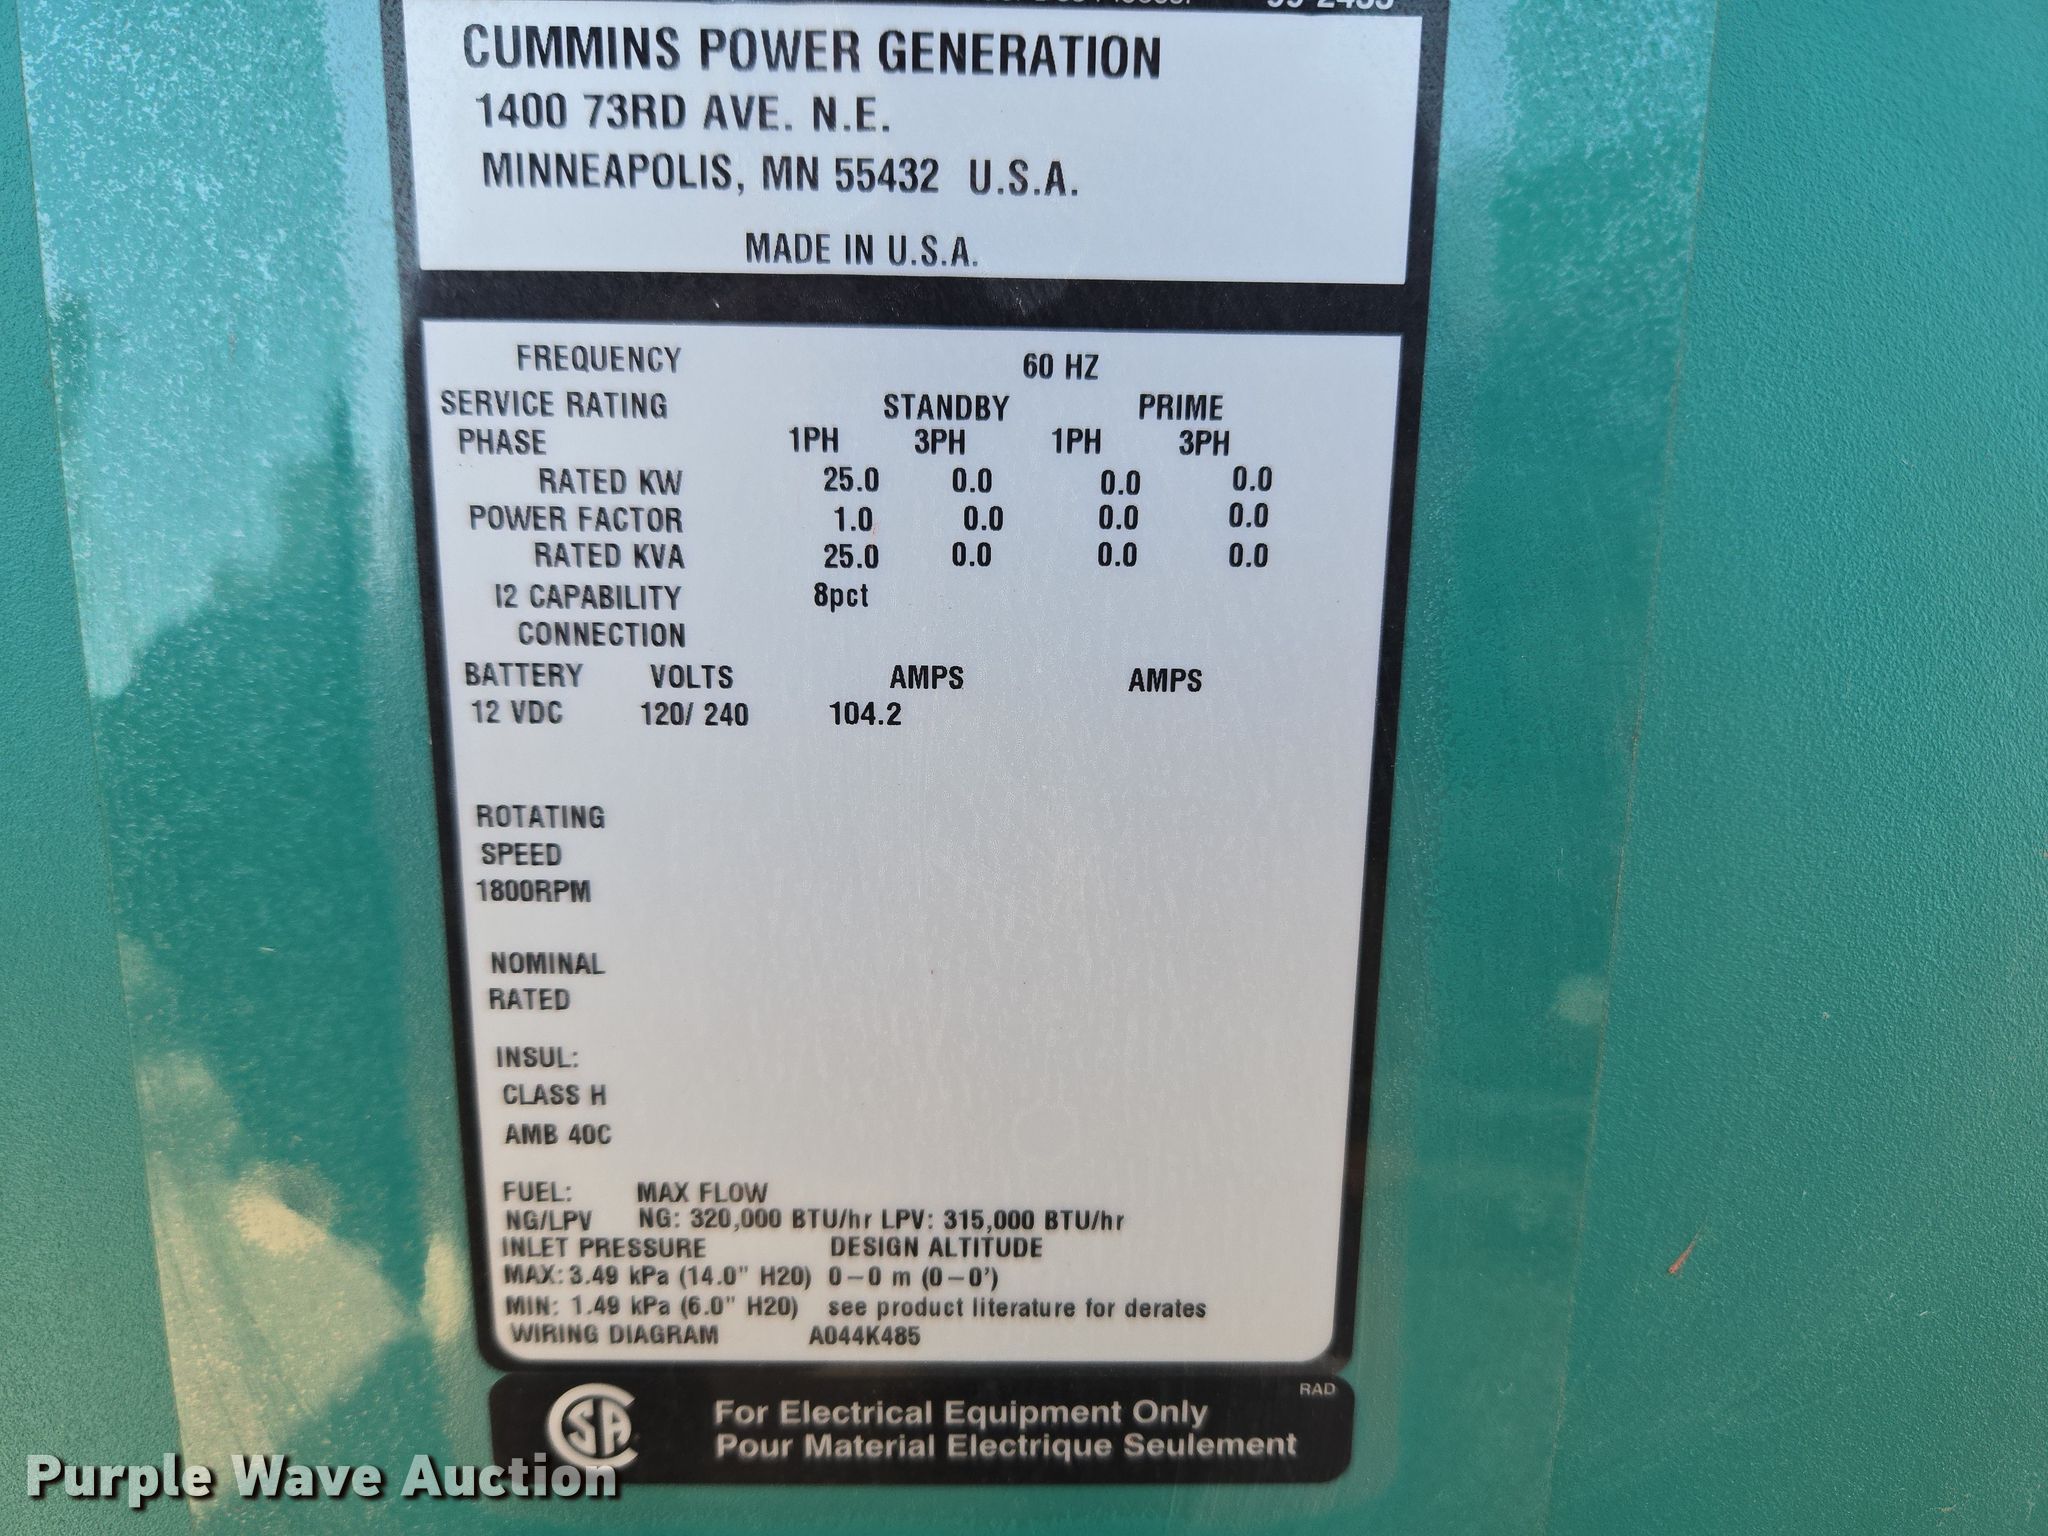 CUMMINS POWER GENERATION
1400 73RD AVE. N.E.
MINNEAPOLIS, MN 55432 U.S.A.
MADE IN U.S.A.
FREQUENCY 60 HZ
SERVICE RATING STANDBY PRIME
PHASE 1PH 3PH 1PH 3PH
RATED KW 25.0 0.0 0.0 0.0
POWER FACTOR 1.0 0.0 0.0 0.0
RATED KVA 25.0 0.0 0.0 0.0
I2 CAPABILITY 8pct
CONNECTION
BATTERY VOLTS AMPS AMPS
12 VDC 120/ 240 104.2
ROTATING
SPEED
1800RPM
NOMINAL
RATED
INSUL:
CLASS H
AMB 40C
FUEL: MAX FLOW
NG/LPV NG: 320,000 BTU/hr LPV: 315,000 BTU/hr
INLET PRESSURE DESIGN ALTITUDE
MAX: 3.49 kPa (14.0" H20) 0-0 m (0-0')
MIN: 1.49 kPa (6.0" H20) see product literature for derates
WIRING DIAGRAM A044K485
RAD
CSA For Electrical Equipment Only
Pour Material Electrique Seulement
Purple Wave Auction